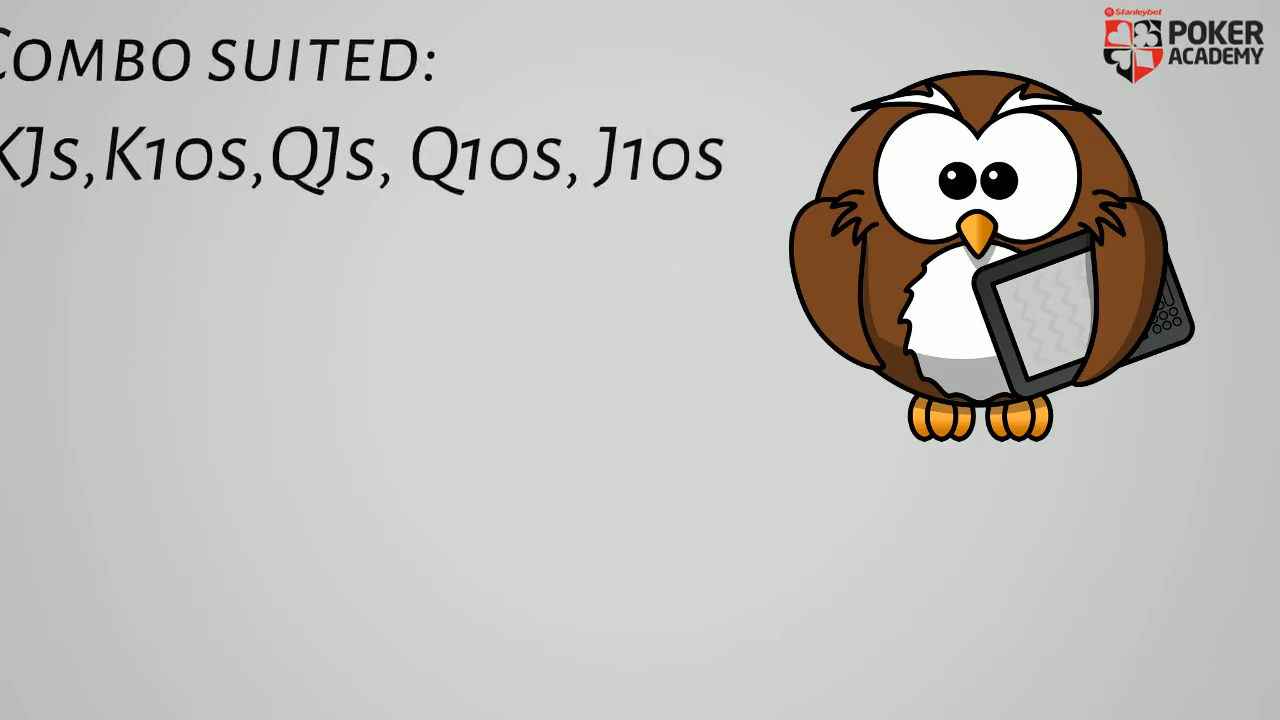 Stanleybet
POKER
ACADEMY
Combo suited:
KJs, K10s, QJs, Q10s, J10s